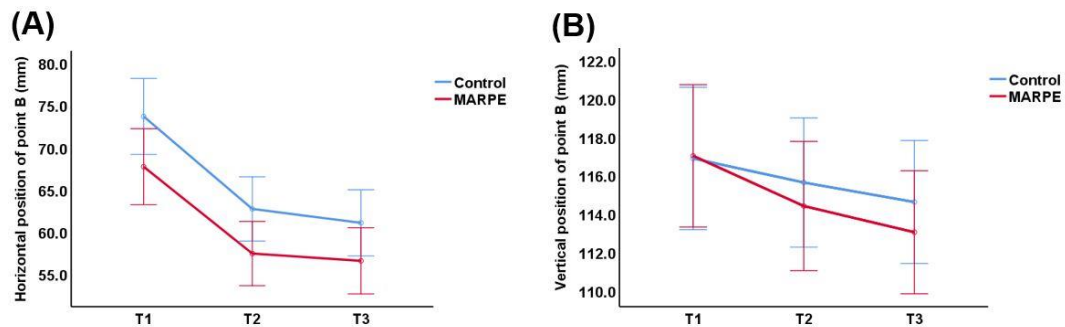 (A)
Horizontal position of point B (mm)
80.0
75.0
70.0
65.0
60.0
55.0
T1 T2 T3
Control
MARPE
(B)
Vertical position of point B (mm)
122.0
120.0
118.0
116.0
114.0
112.0
110.0
T1 T2 T3
Control
MARPE